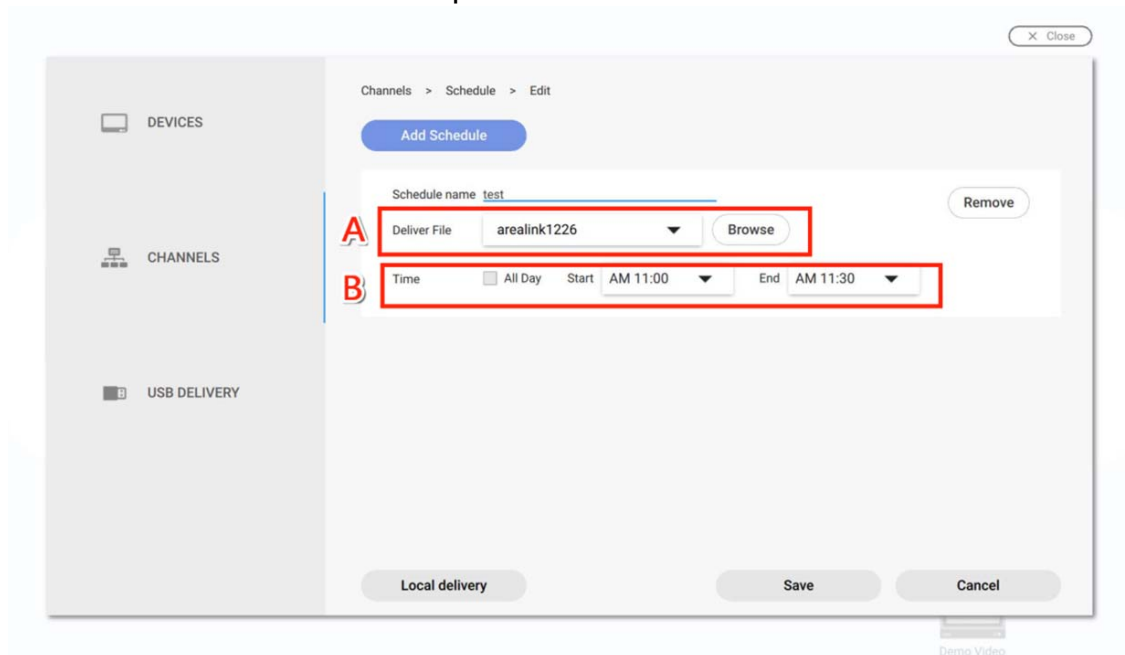 X Close
Channels > Schedule > Edit
DEVICES
Add Schedule
Schedule name test
Remove
A
Deliver File arealink1226 Browse
CHANNELS
B
Time All Day Start AM 11:00 End AM 11:30
USB DELIVERY
Local delivery Save Cancel
Demo Video